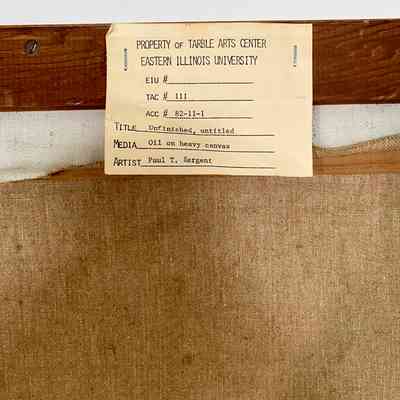 PROPERTY OF TARBLE ARTS CENTER
EASTERN ILLINOIS UNIVERSITY
EIU #
TAC # 111
ACC # 82-11-1
TITLE Unfinished, untitled
MEDIA Oil on heavy canvas
ARTIST Paul T. Sargent